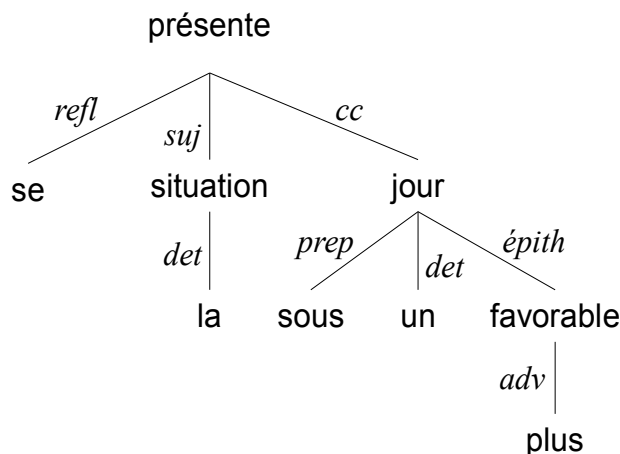 présente
refl suj cc
se situation jour
det prep det épith
la sous un favorable
adv
plus